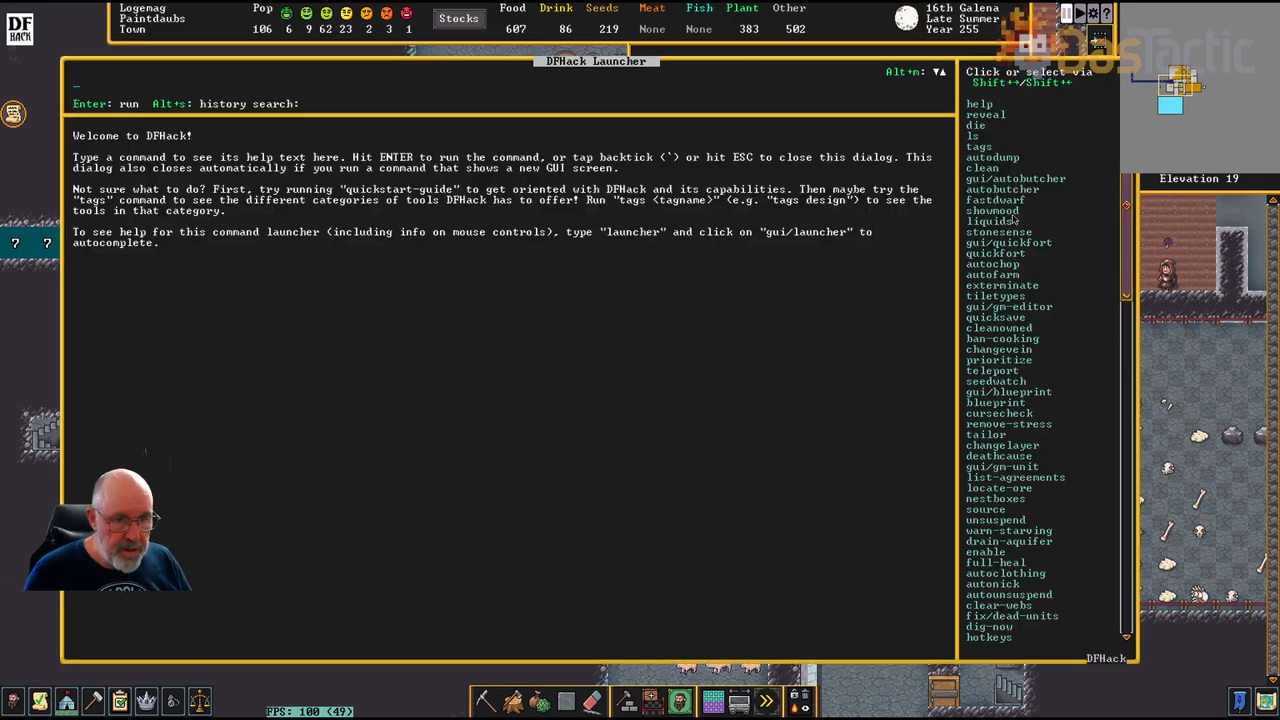 DF
HACK
Logemag
Paintdaubs
Town
Pop
106 6 9 62 23 2 3 1
Stocks
Food Drink Seeds Meat Fish Plant Other
607 86 219 None None 383 502
16th Galena
Late Summer
Year 255
DasTactic
DFHack Launcher
Alt+m:
Enter: run Alt+s: history search:
Welcome to DFHack!
Type a command to see its help text here. Hit ENTER to run the command, or tap backtick (`) or hit ESC to close this dialog. This
dialog also closes automatically if you run a command that shows a new GUI screen.
Not sure what to do? First, try running "quickstart-guide" to get oriented with DFHack and its capabilities. Then maybe try the
"tags" command to see the different categories of tools DFHack has to offer! Run "tags <tagname>" (e.g. "tags design") to see the
tools in that category.
To see help for this command launcher (including info on mouse controls), type "launcher" and click on "gui/launcher" to
autocomplete.
Click or select via
Shift+→/Shift+←
help
reveal
die
ls
tags
autodump
clean
gui/autobutcher
autobutcher
fastdwarf
showmood
liquids
stonesense
gui/quickfort
quickfort
autochop
autofarm
exterminate
tiletypes
gui/gm-editor
quicksave
cleanowned
ban-cooking
changevein
prioritize
teleport
seedwatch
gui/blueprint
blueprint
cursecheck
remove-stress
tailor
changelayer
deathcause
gui/gm-unit
list-agreements
locate-ore
nestboxes
source
unsuspend
warn-starving
drain-aquifer
enable
full-heal
autoclothing
autonick
autounsuspend
clear-webs
fix/dead-units
dig-now
hotkeys
DFHack
Elevation 19
7 7
FPS: 100 (49)